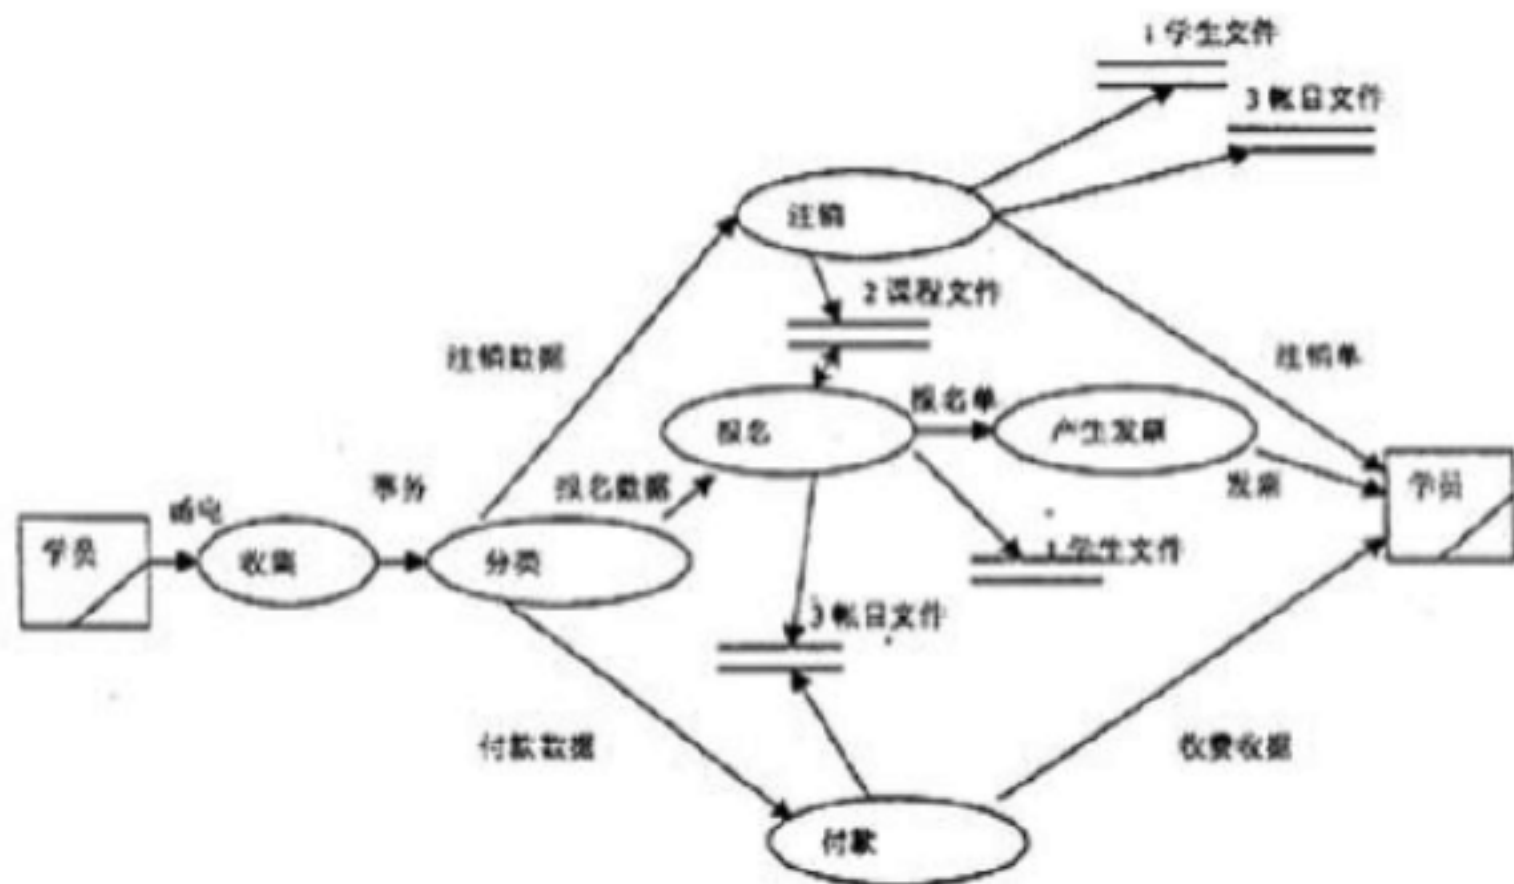 1 学生文件
3 帐目文件
注销
2 课程文件
注销数据
注销单
报名
报名单
产生发票
事务
报名数据
发票
学员
学员
收集
分类
1 学生文件
3 帐目文件
付款数据
收费收据
付款